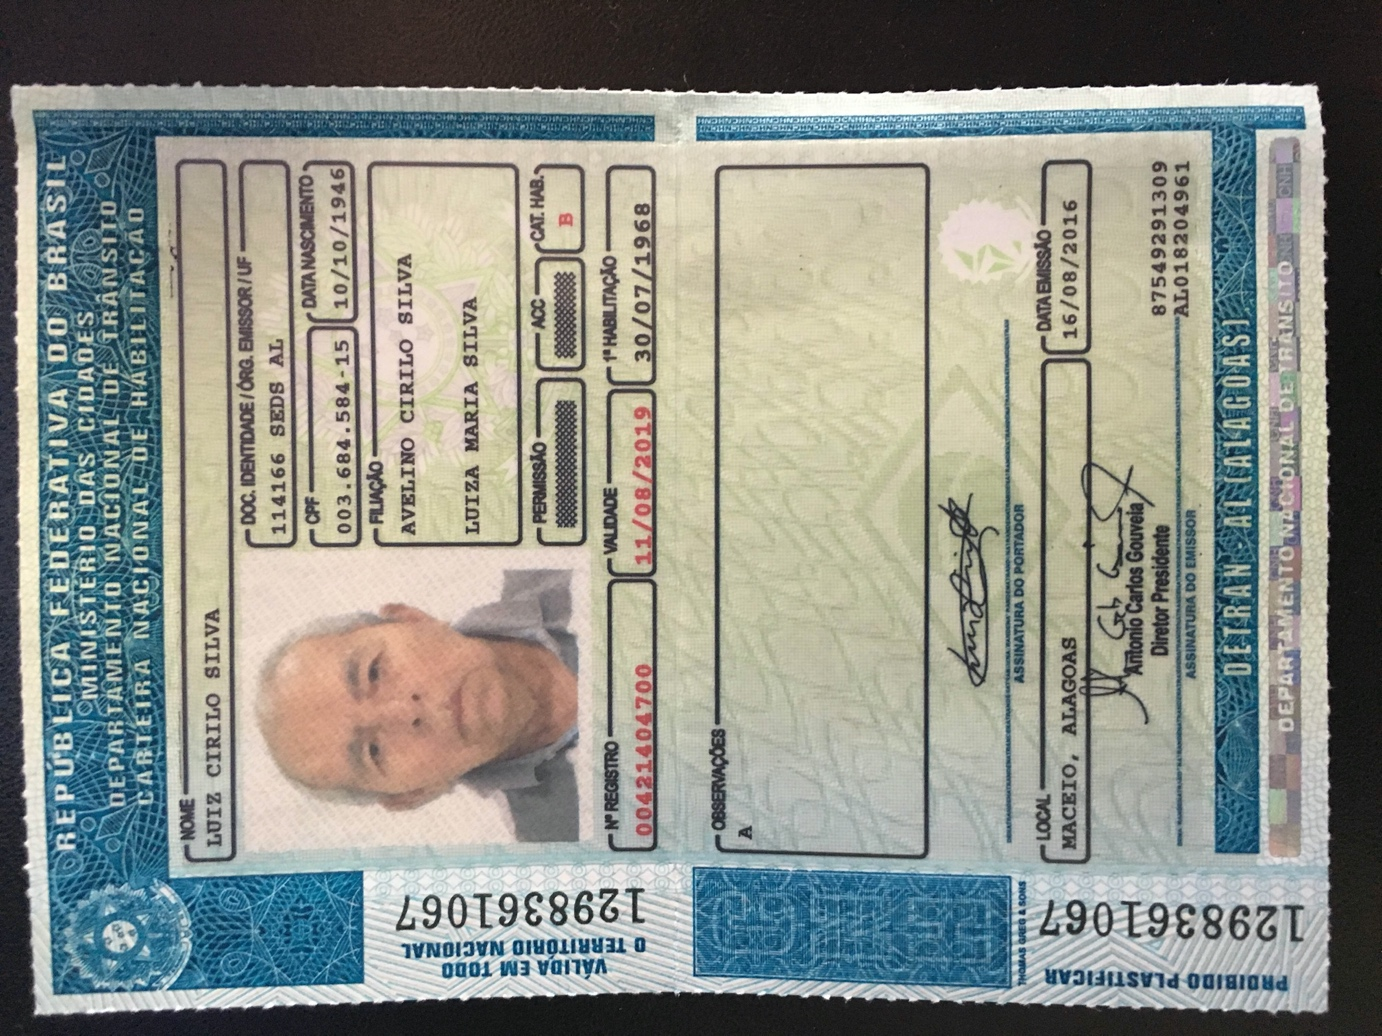 REPÚBLICA FEDERATIVA DO BRASIL
MINISTÉRIO DAS CIDADES
DEPARTAMENTO NACIONAL DE TRÂNSITO
CARTEIRA NACIONAL DE HABILITAÇÃO
NOME
LUIZ CIRILO SILVA
DOC. IDENTIDADE / ÓRG. EMISSOR / UF
114166 SEDS AL
CPF
003.684.584-15
DATA NASCIMENTO
10/10/1946
FILIAÇÃO
AVELINO CIRILO SILVA
LUIZA MARIA SILVA
PERMISSÃO
ACC
CAT. HAB.
B
Nº REGISTRO
00421404700
VALIDADE
11/08/2019
1ª HABILITAÇÃO
30/07/1968
VÁLIDA EM TODO
O TERRITÓRIO NACIONAL
1298361067
OBSERVAÇÕES
A
ASSINATURA DO PORTADOR
LOCAL
MACEIO, ALAGOAS
DATA EMISSÃO
16/08/2016
Antonio Carlos Gouveia
Diretor Presidente
ASSINATURA DO EMISSOR
87549291309
AL018204961
DETRAN-AL (ALAGOAS)
DEPARTAMENTO NACIONAL DE TRÂNSITO
CNH
THOMAS GREG & SONS
PROIBIDO PLASTIFICAR
1298361067